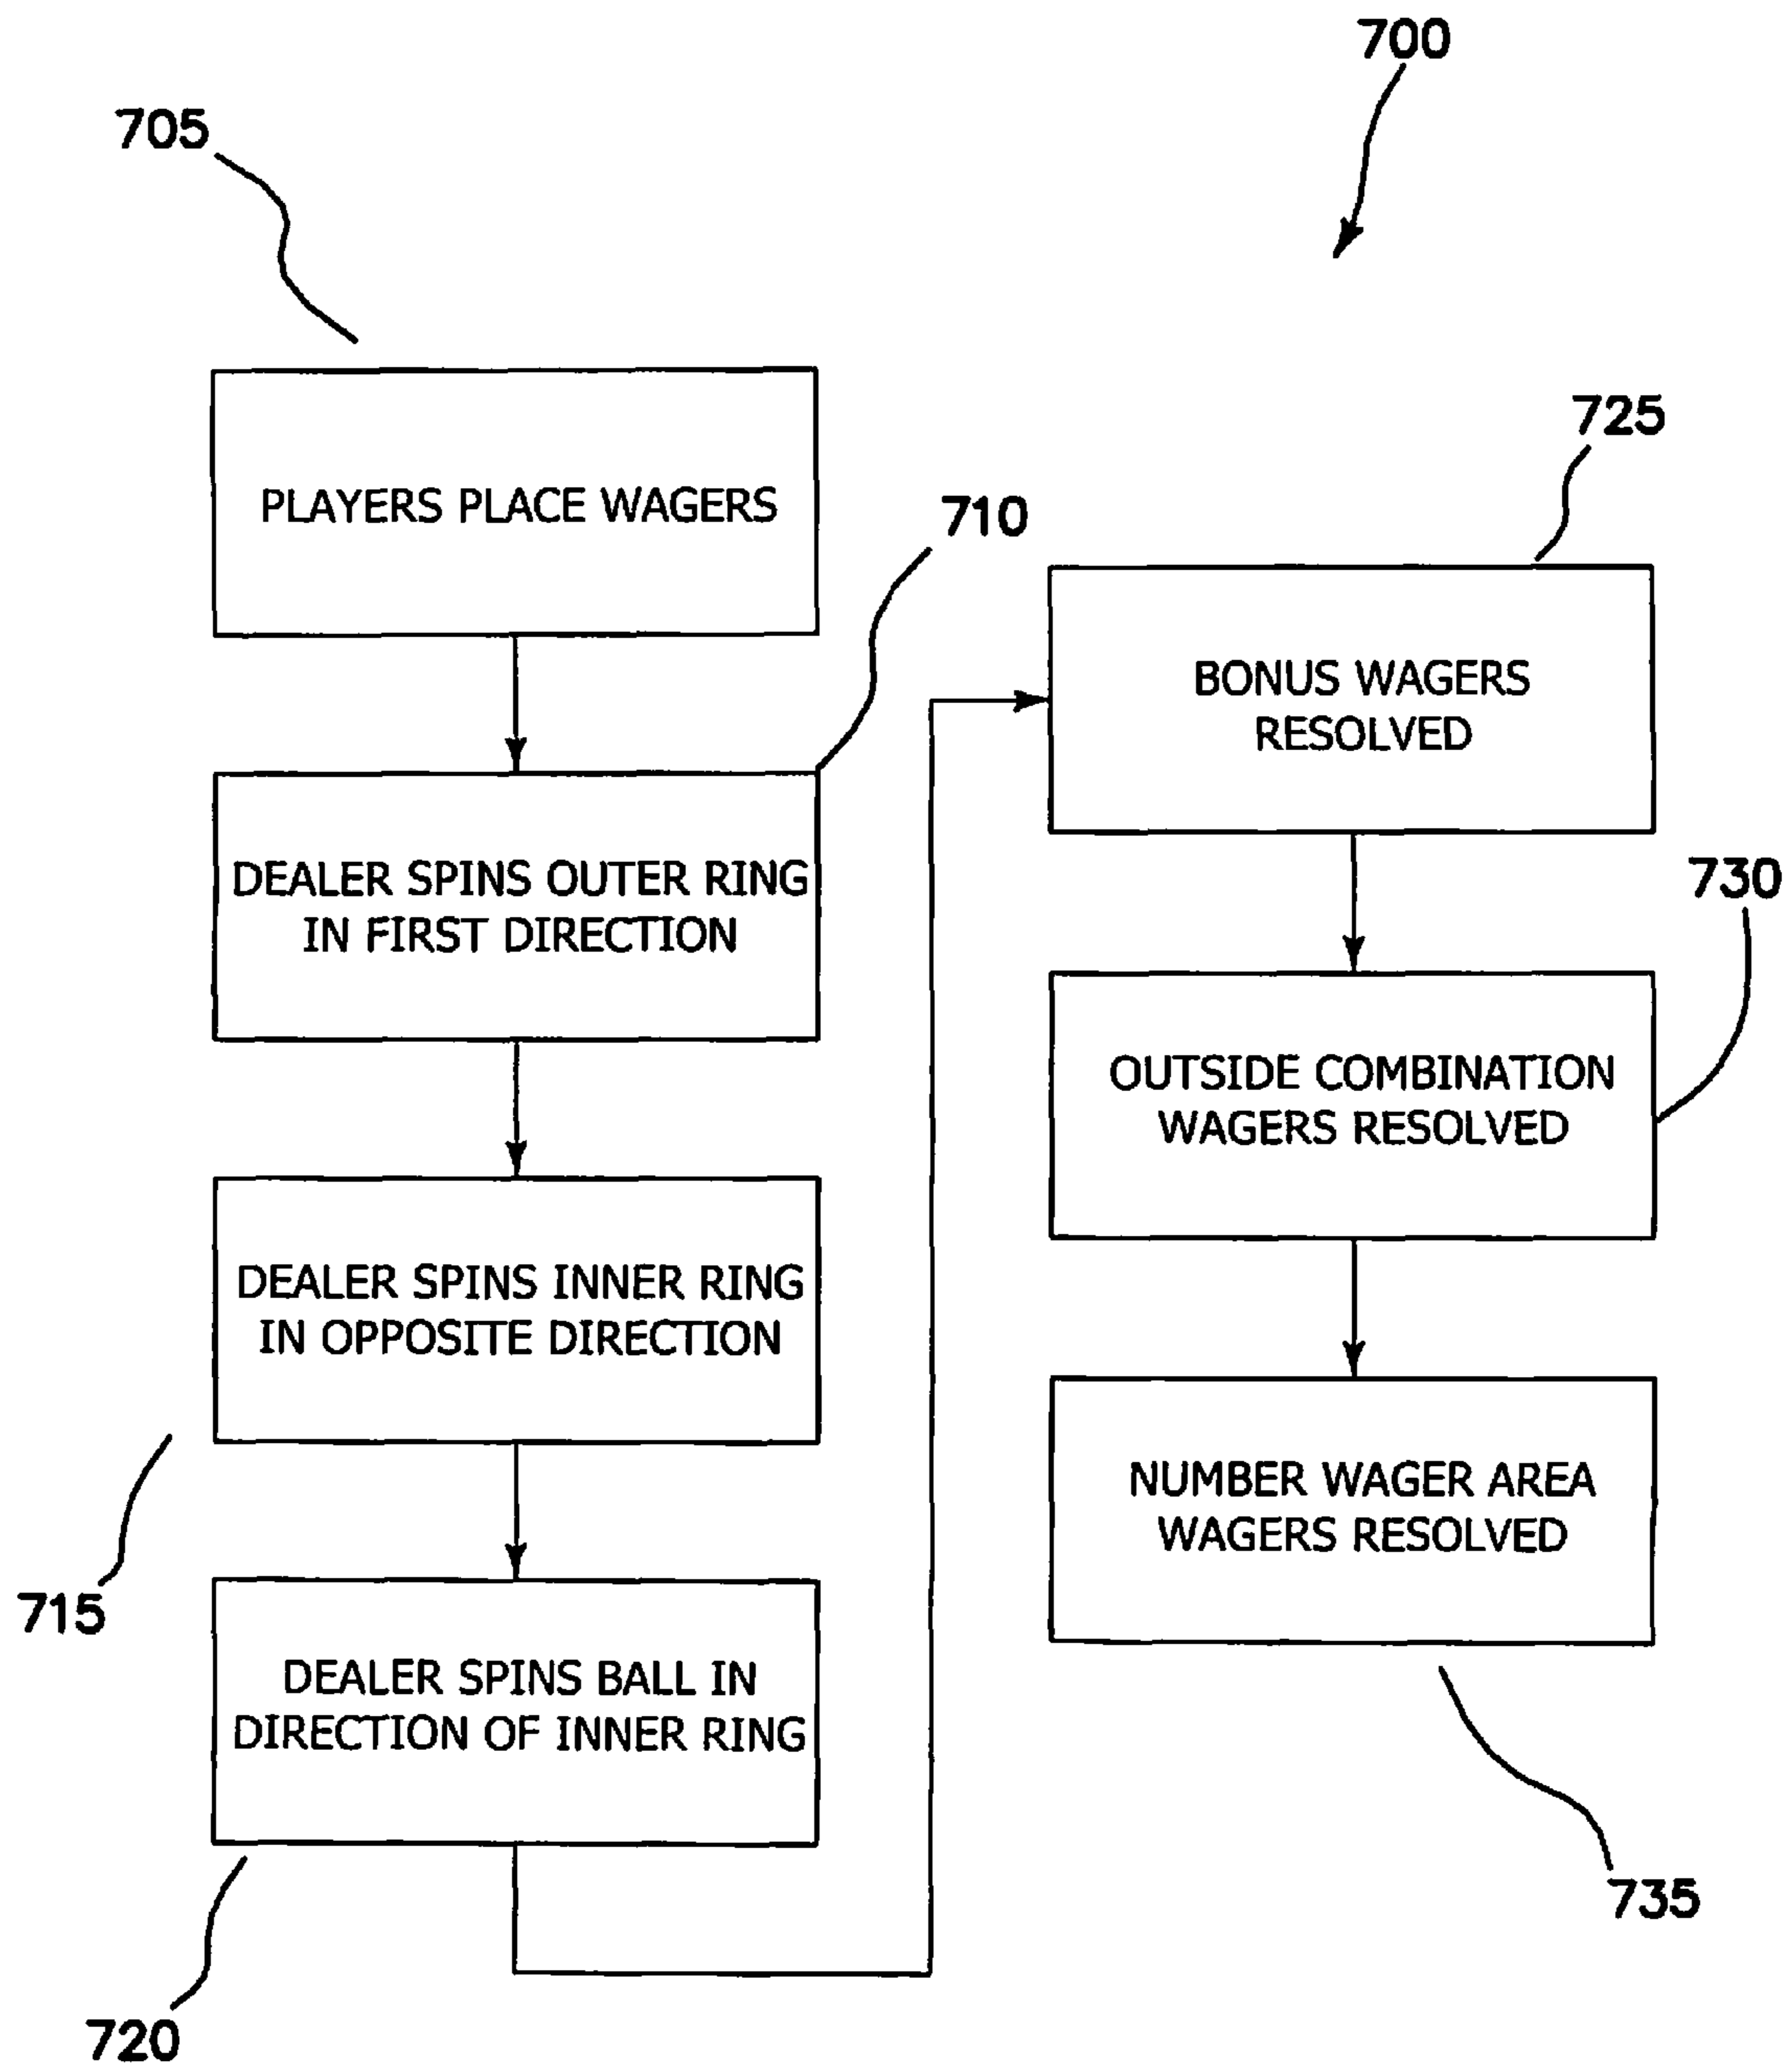 700
705
PLAYERS PLACE WAGERS
710
DEALER SPINS OUTER RING
IN FIRST DIRECTION
DEALER SPINS INNER RING
IN OPPOSITE DIRECTION
715
DEALER SPINS BALL IN
DIRECTION OF INNER RING
720
725
BONUS WAGERS
RESOLVED
730
OUTSIDE COMBINATION
WAGERS RESOLVED
NUMBER WAGER AREA
WAGERS RESOLVED
735